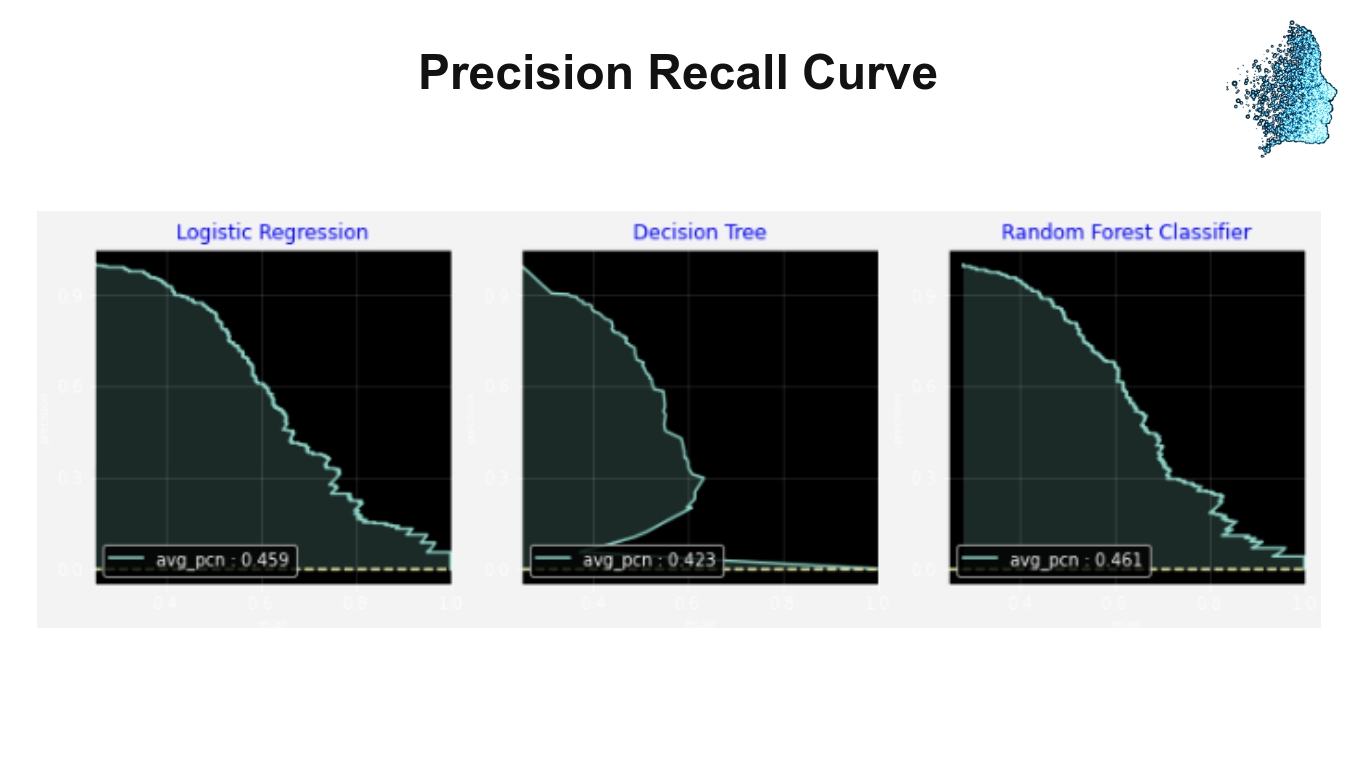 Precision Recall Curve
Logistic Regression
Decision Tree
Random Forest Classifier
0.9
0.9
0.9
0.6
0.6
0.6
0.3
0.3
0.3
avg_pcn : 0.459
avg_pcn : 0.423
avg_pcn : 0.461
0.0
0.0
0.0
0.4 0.6 0.8 1.0
0.4 0.6 0.8 1.0
0.4 0.6 0.8 1.0